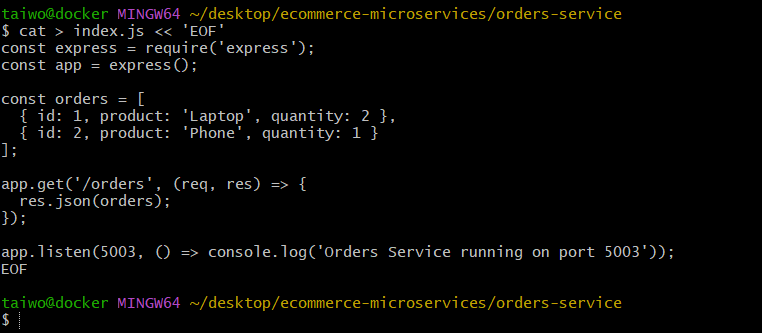 taiwo@docker MINGW64 ~/desktop/ecommerce-microservices/orders-service
$ cat > index.js << 'EOF'
const express = require('express');
const app = express();

const orders = [
  { id: 1, product: 'Laptop', quantity: 2 },
  { id: 2, product: 'Phone', quantity: 1 }
];

app.get('/orders', (req, res) => {
  res.json(orders);
});

app.listen(5003, () => console.log('Orders Service running on port 5003'));
EOF

taiwo@docker MINGW64 ~/desktop/ecommerce-microservices/orders-service
$